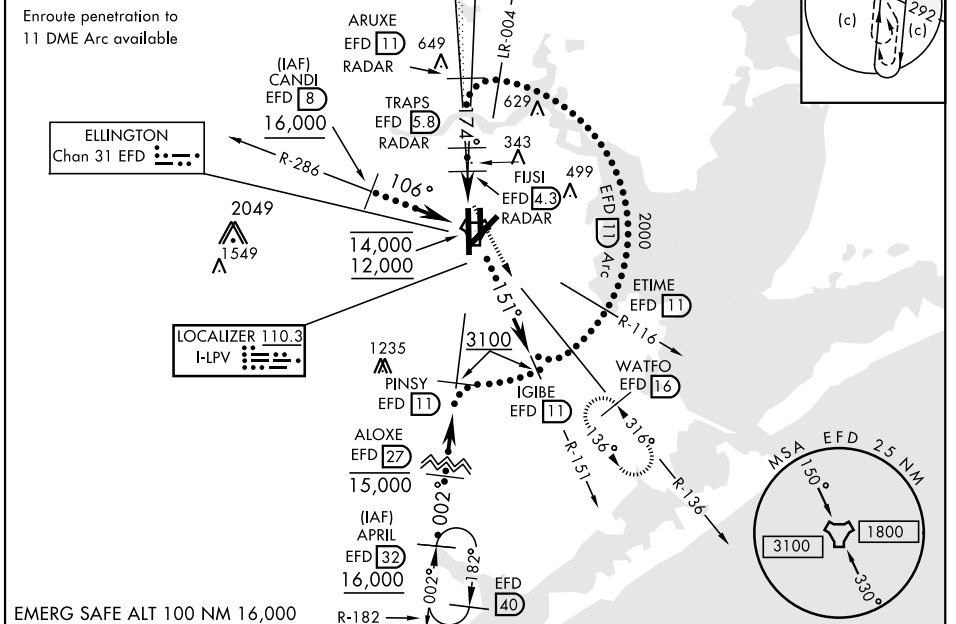 Enroute penetration to
11 DME Arc available
ARUXE
EFD 11
RADAR
649
LR-004
292
(c)
(c)
(IAF)
CANDI
EFD 8
16,000
TRAPS
EFD 5.8
RADAR
629
174°
343
FIJSI
EFD 4.3
RADAR
499
ELLINGTON
Chan 31 EFD
R-286
106°
2049
1549
14,000
12,000
EFD 11 Arc
2000
151°
ETIME
EFD 11
R-116
LOCALIZER 110.3
I-LPV
1235
3100
PINSY
EFD 11
IGIBE
EFD 11
WATFO
EFD 16
316°
136°
R-151
R-136
ALOXE
EFD 27
15,000
002°
(IAF)
APRIL
EFD 32
16,000
002°
182°
EFD
40
R-182
MSA EFD 25 NM
150°
3100
1800
330°
EMERG SAFE ALT 100 NM 16,000